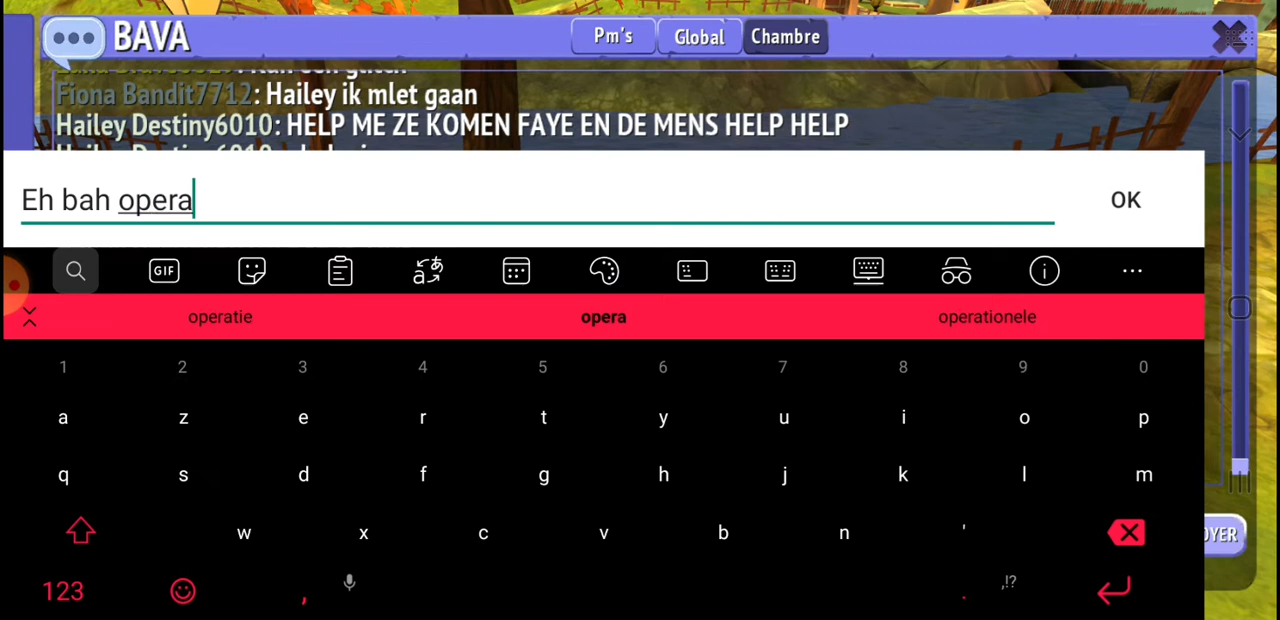 BAVA
Pm's
Global
Chambre
Fiona Bandit7712: Hailey ik mlet gaan
Hailey Destiny6010: HELP ME ZE KOMEN FAYE EN DE MENS HELP HELP
Eh bah opera
OK
GIF
operatie
opera
operationele
1 2 3 4 5 6 7 8 9 0
a z e r t y u i o p
q s d f g h j k l m
w x c v b n '
OYER
123 , . ,!?